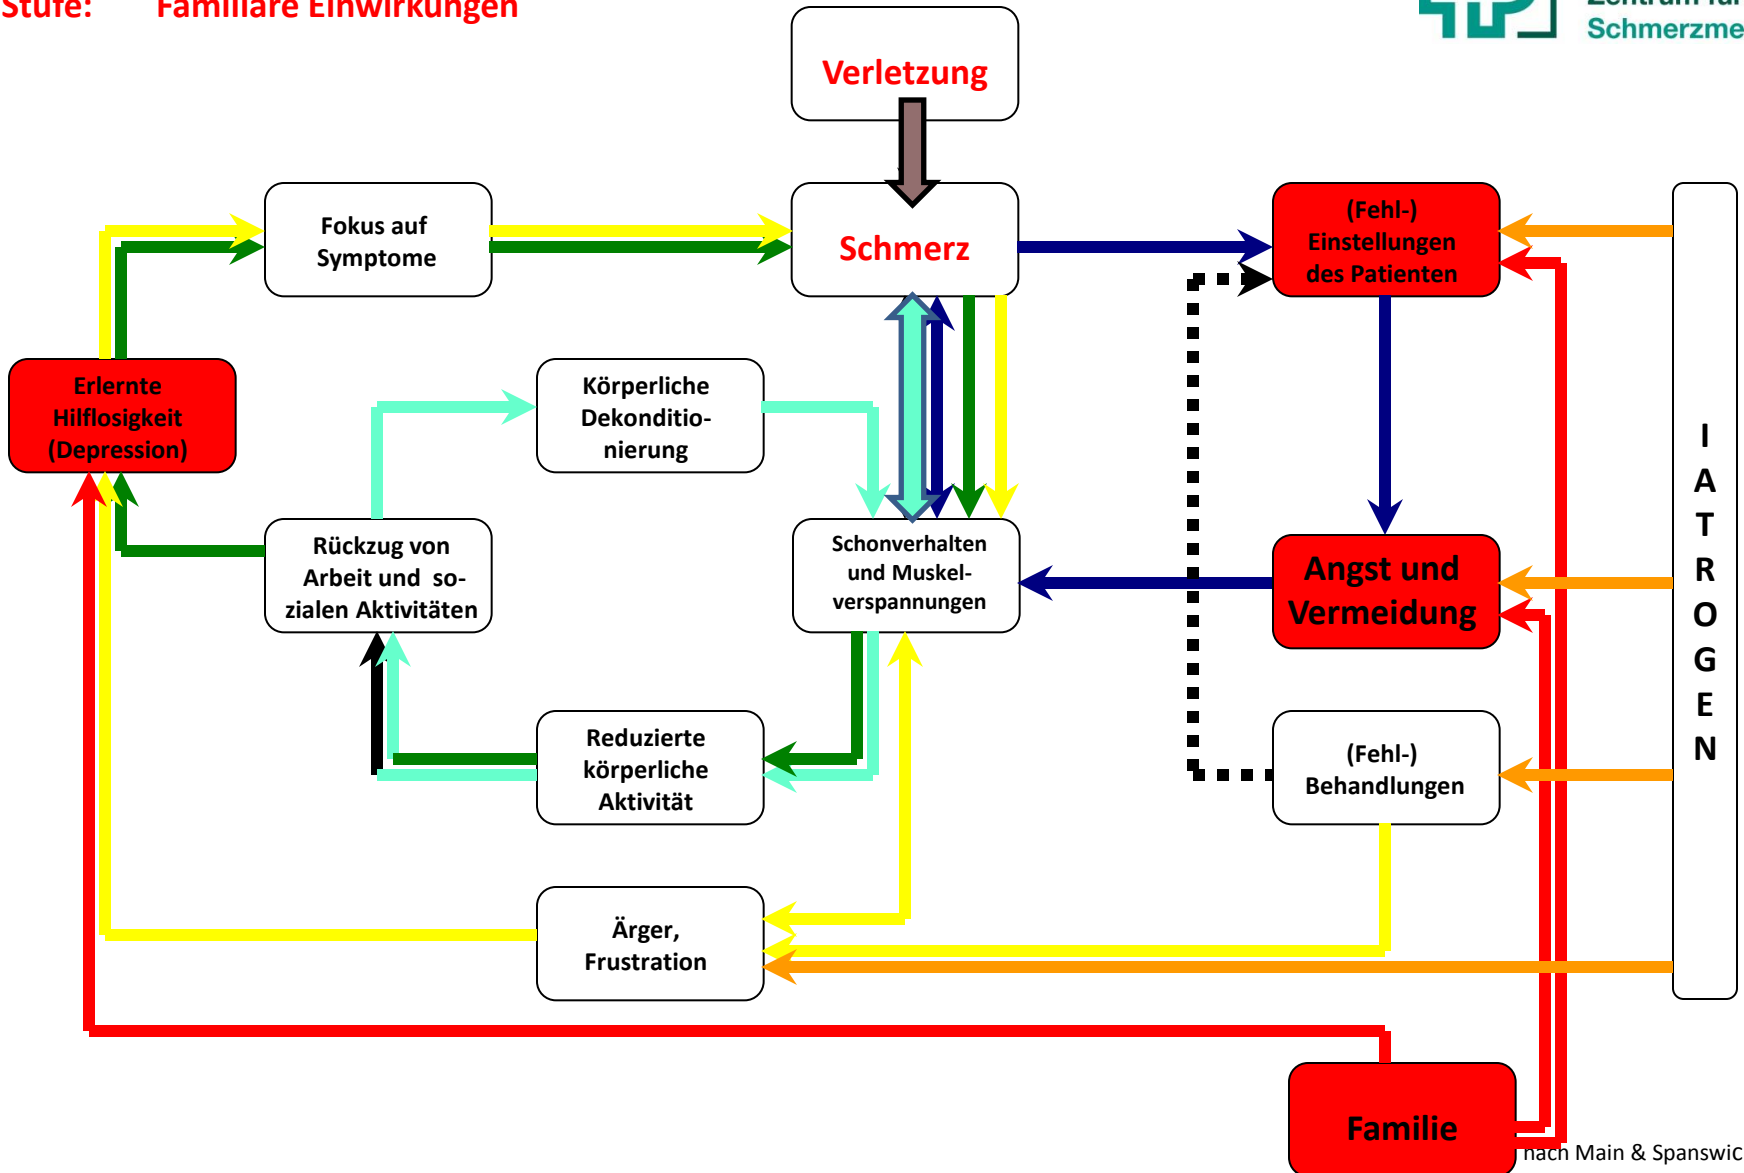 Stufe: Familiäre Einwirkungen
Zentrum für
Schmerzme
Verletzung
Fokus auf
Symptome
Schmerz
(Fehl-)
Einstellungen
des Patienten
Erlernte
Hilflosigkeit
(Depression)
Körperliche
Dekonditio-
nierung
I
A
T
R
O
G
E
N
Rückzug von
Arbeit und so-
zialen Aktivitäten
Schonverhalten
und Muskel-
verspannungen
Angst und
Vermeidung
Reduzierte
körperliche
Aktivität
(Fehl-)
Behandlungen
Ärger,
Frustration
Familie
nach Main & Spanswic